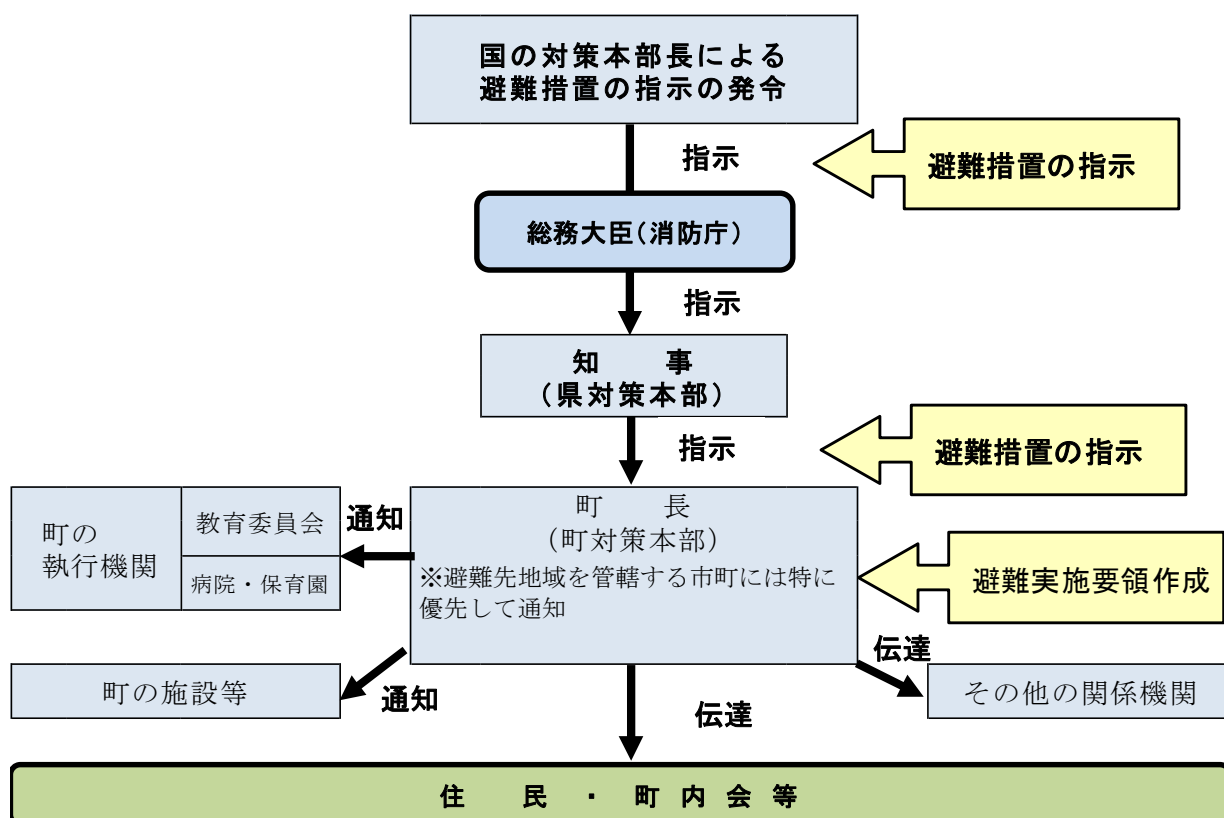 国の対策本部長による
避難措置の指示の発令
指示
避難措置の指示
総務大臣(消防庁)
指示
知　　事
(県対策本部)
指示
避難措置の指示
町の
執行機関
教育委員会
病院・保育園
通知
町　　長
(町対策本部)
※避難先地域を管轄する市町には特に
優先して通知
避難実施要領作成
町の施設等
通知
伝達
伝達
その他の関係機関
住　民・町内会等